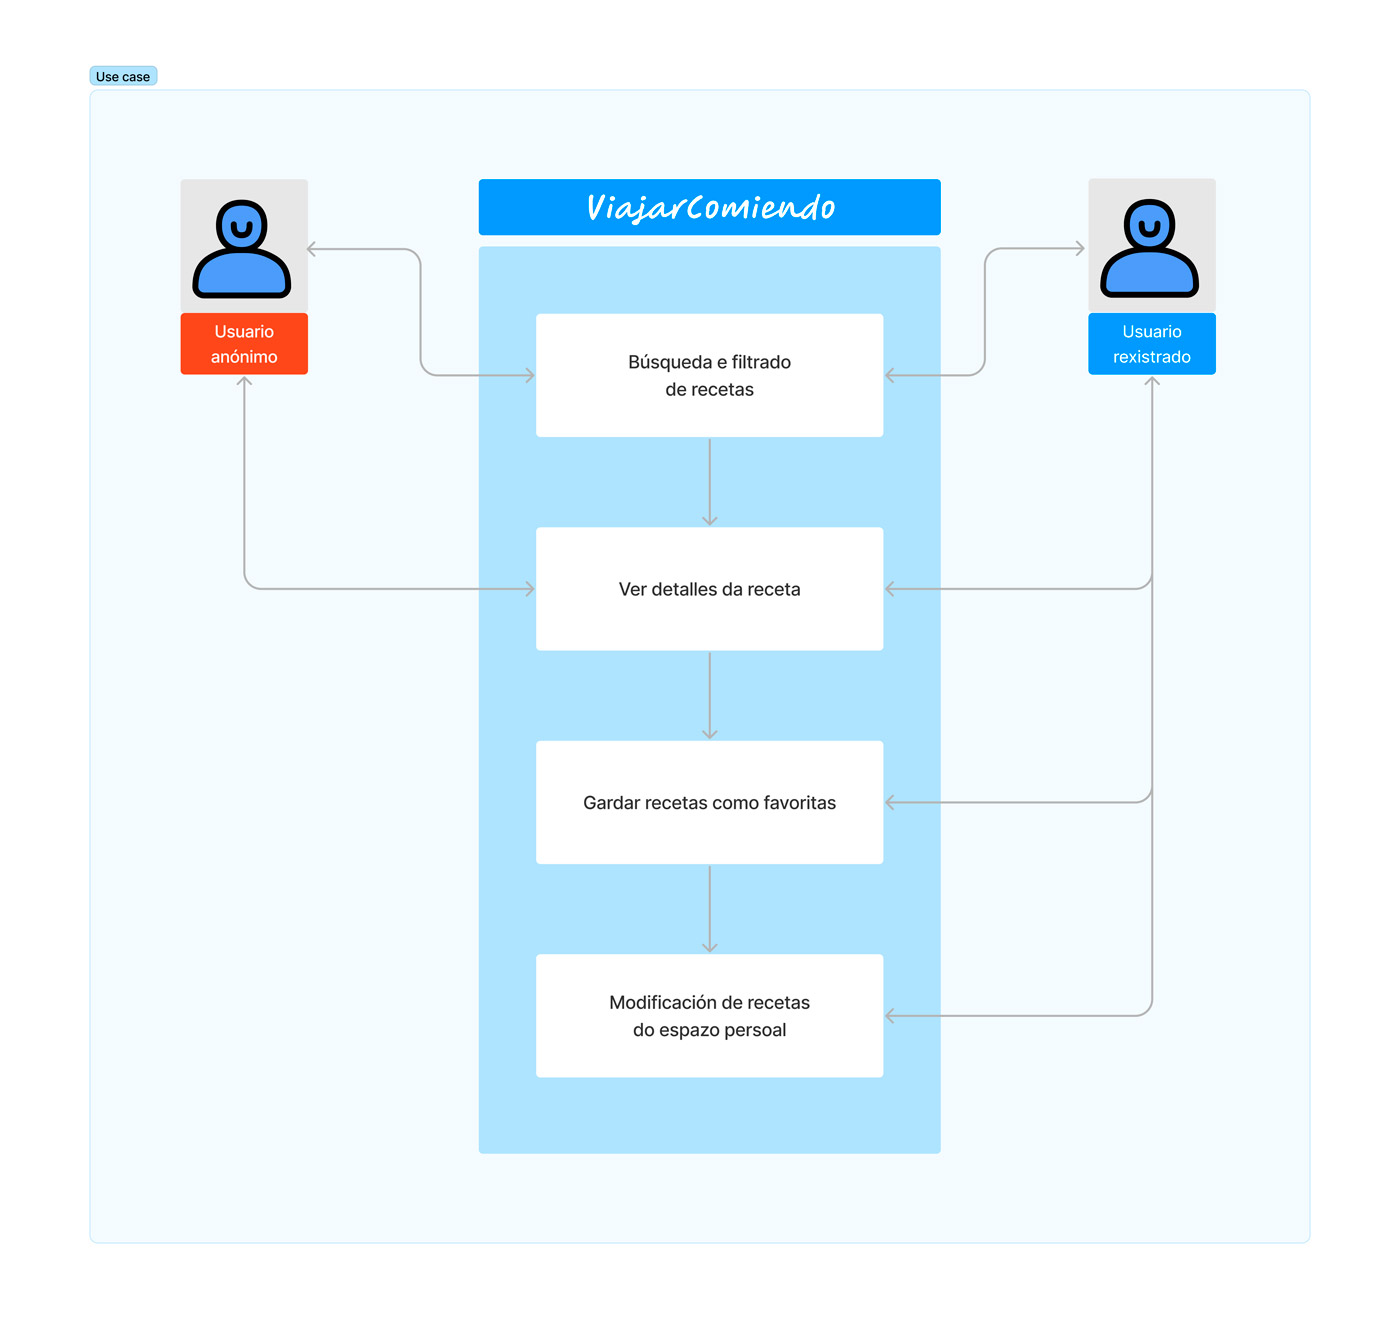 Use case
ViajarComiendo
Usuario
anónimo
Usuario
rexistrado
Búsqueda e filtrado
de recetas
Ver detalles da receta
Gardar recetas como favoritas
Modificación de recetas
do espazo persoal